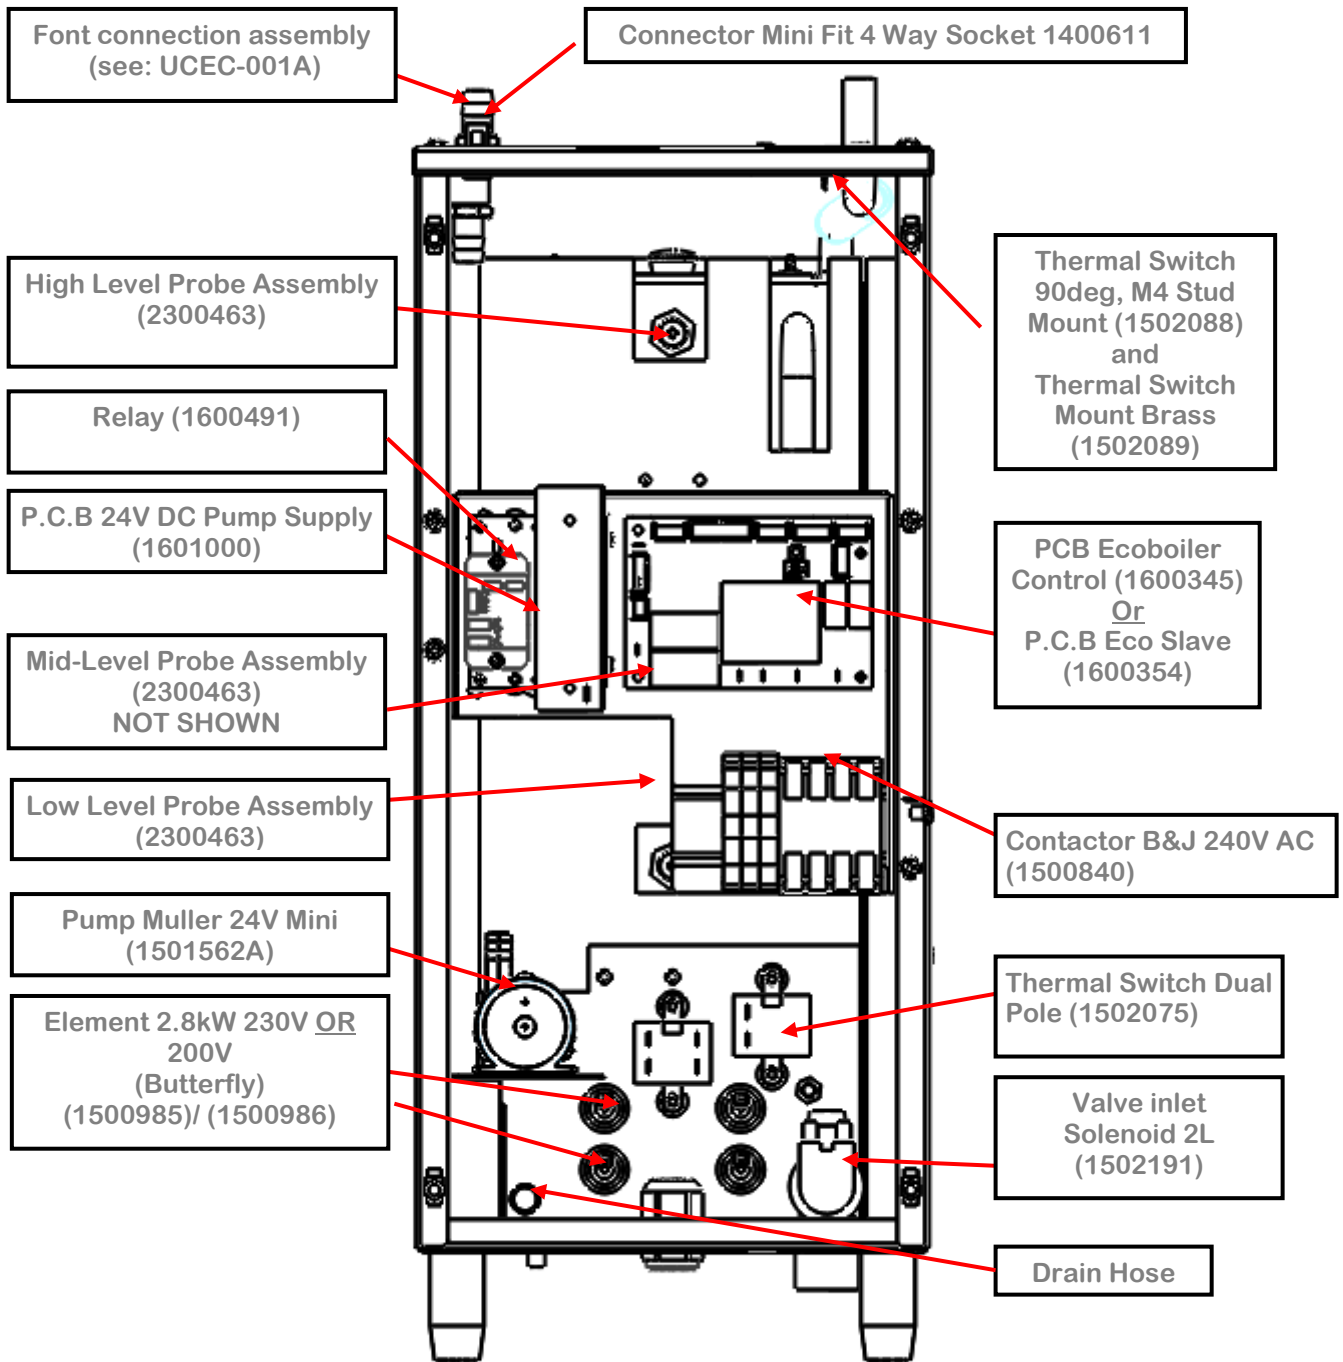 Font connection assembly
(see: UCEC-001A)
Connector Mini Fit 4 Way Socket 1400611
High Level Probe Assembly
(2300463)
Relay (1600491)
P.C.B 24V DC Pump Supply
(1601000)
Mid-Level Probe Assembly
(2300463)
NOT SHOWN
Low Level Probe Assembly
(2300463)
Pump Muller 24V Mini
(1501562A)
Element 2.8kW 230V OR
200V
(Butterfly)
(1500985)/ (1500986)
Thermal Switch
90deg, M4 Stud
Mount (1502088)
and
Thermal Switch
Mount Brass
(1502089)
PCB Ecoboiler
Control (1600345)
Or
P.C.B Eco Slave
(1600354)
Contactor B&J 240V AC
(1500840)
Thermal Switch Dual
Pole (1502075)
Valve inlet
Solenoid 2L
(1502191)
Drain Hose